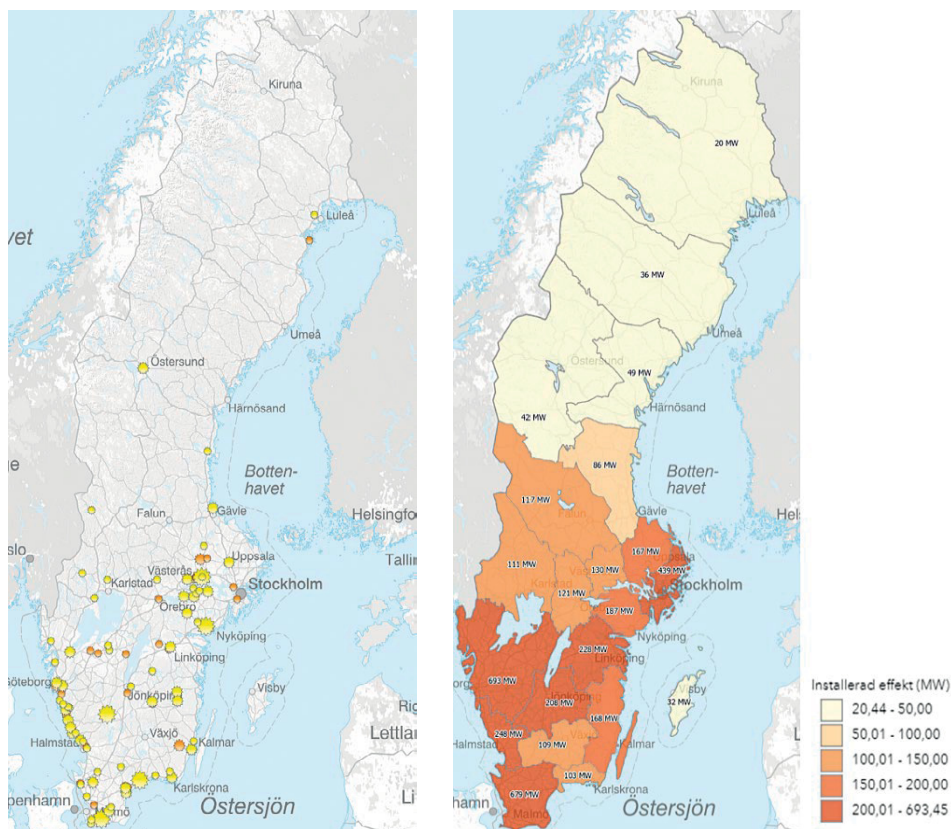 Kiruna
Luleå
vet
Umeå
Östersund
Härnösand
Botten-
havet
Falun
Gävle
Helsingfo
Uppsala
Tallin
Västerås
Karlstad
Stockholm
Örebro
Nyköping
Linköping
Göteborg
Jönköping
Visby
Växjö
Halmstad
Kalmar
Lettlar
Karlskrona
penhamn
Malmö
Östersjön
Kiruna
20 MW
Luleå
36 MW
Umeå
Östersund
49 MW
Härnösand
42 MW
86 MW
Botten-
havet
117 MW
Falun
Gävle
Helsingfo
167 MW
111 MW
130 MW
439 MW
Karlstad
Stockholm
121 MW
187 MW
Nyköping
228 MW
Linköping
693 MW
Jönköping
208 MW
Visby
32 MW
168 MW
248 MW
Halmstad
109 MW
Kalmar
103 MW
Karlskrona
679 MW
Malmö
Östersjön
Installerad effekt (MW)
20,44 - 50,00
50,01 - 100,00
100,01 - 150,00
150,01 - 200,00
200,01 - 693,45